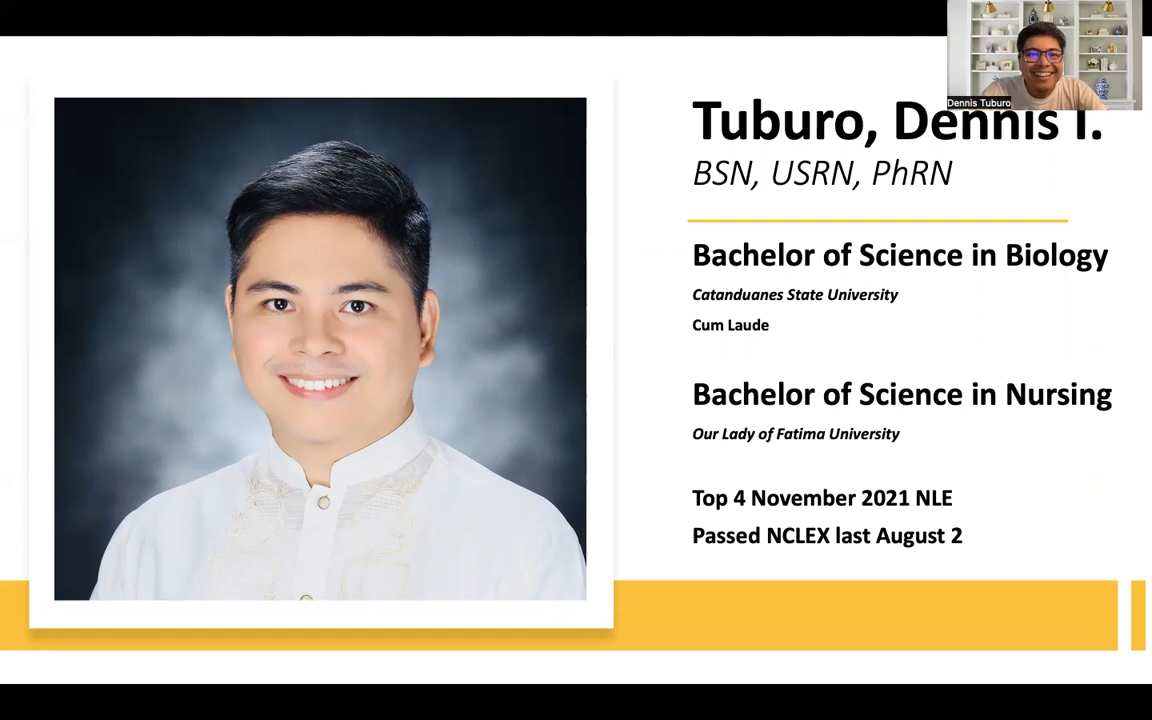 Dennis Tuburo
Tuburo, Dennis I.
BSN, USRN, PhRN
Bachelor of Science in Biology
Catanduanes State University
Cum Laude
Bachelor of Science in Nursing
Our Lady of Fatima University
Top 4 November 2021 NLE
Passed NCLEX last August 2